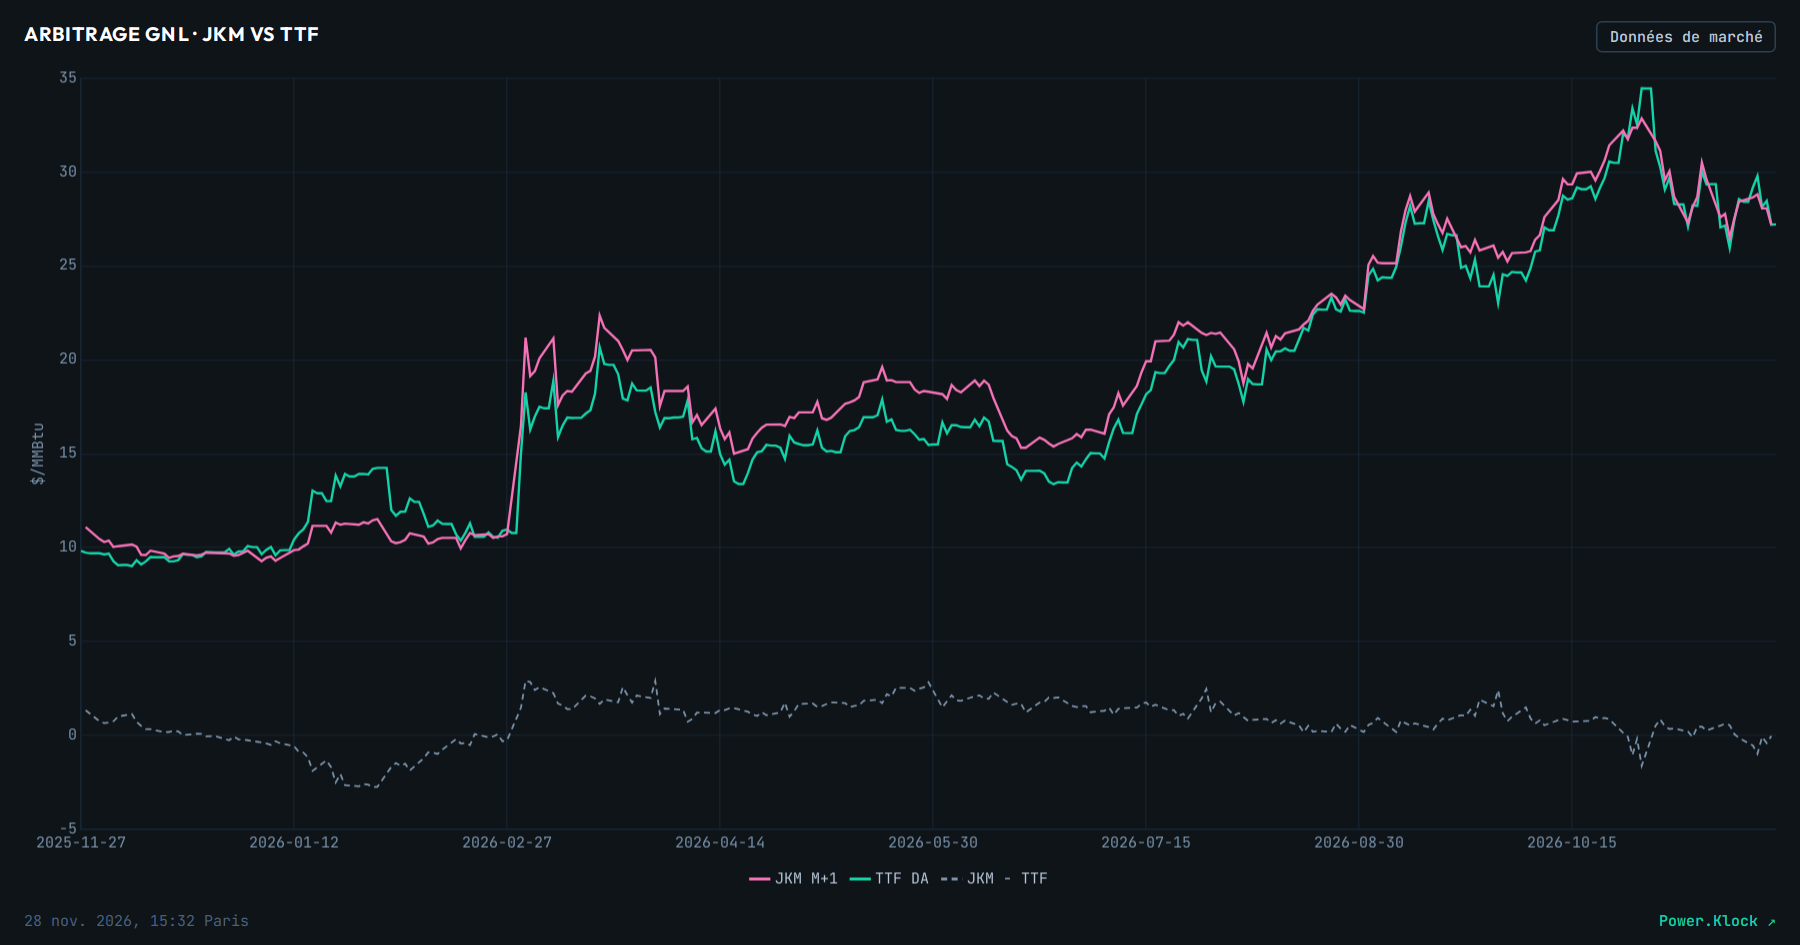 ARBITRAGE GNL · JKM VS TTF
Données de marché
$/MMBtu
35
30
25
20
15
10
5
0
-5
2025-11-27 2026-01-12 2026-02-27 2026-04-14 2026-05-30 2026-07-15 2026-08-30 2026-10-15
JKM M+1 TTF DA JKM - TTF
28 nov. 2026, 15:32 Paris
Power.Klock ↗